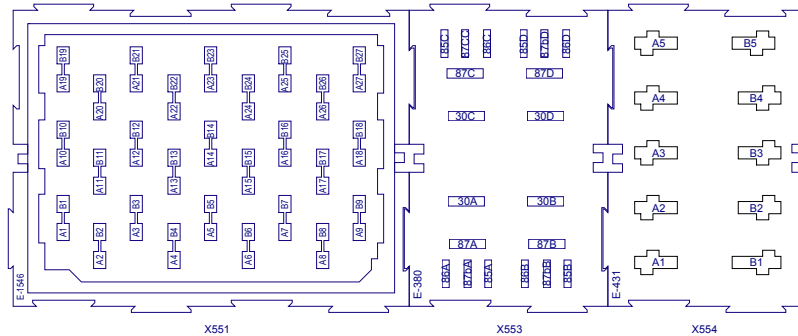 B19 B21 B23 B25 B27
A19 B20 A21 B22 A23 B24 A25 B26 A27
A20 A22 A24 A26
B10 B12 B14 B16 B18
A10 B11 A12 B13 A14 B15 A16 B17 A18
A11 A13 A15 A17
B1 B3 B5 B7 B9
A1 B2 A3 B4 A5 B6 A7 B8 A9
A2 A4 A6 A8
E-1546
X551
85C 87CC 86C 85D 87bD 86D
87C 87D
30C 30D
30A 30B
87A 87B
86A 87bA 85A 86B 87bB 85B
E-380
X553
A5 B5
A4 B4
A3 B3
A2 B2
A1 B1
E-431
X554